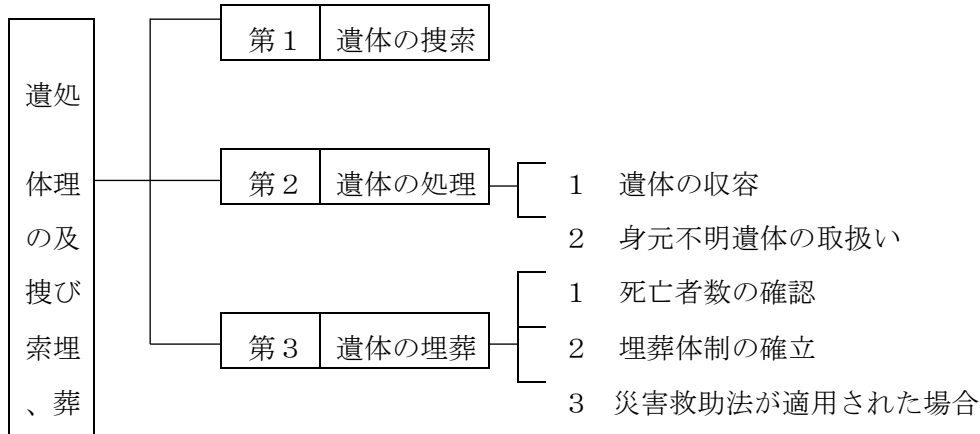 遺体の捜索、
処理及び埋葬
第１ 遺体の捜索
第２ 遺体の処理
１ 遺体の収容
２ 身元不明遺体の取扱い
第３ 遺体の埋葬
１ 死亡者数の確認
２ 埋葬体制の確立
３ 災害救助法が適用された場合